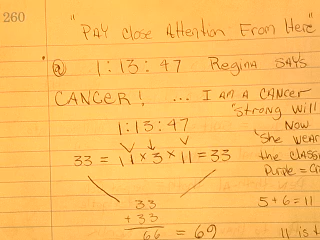 260
"PAY Close Attention From Here"
@ 1:13:47 Regina SAYS
CANCER! ... I AM A CANCER
"Strong Will
1:13:47 Now
"She WEAR
33 = 11 x 3 x 11 = 33 the CLASS
Purple =
33 5+6=11
+33
66 = 69 11 is t